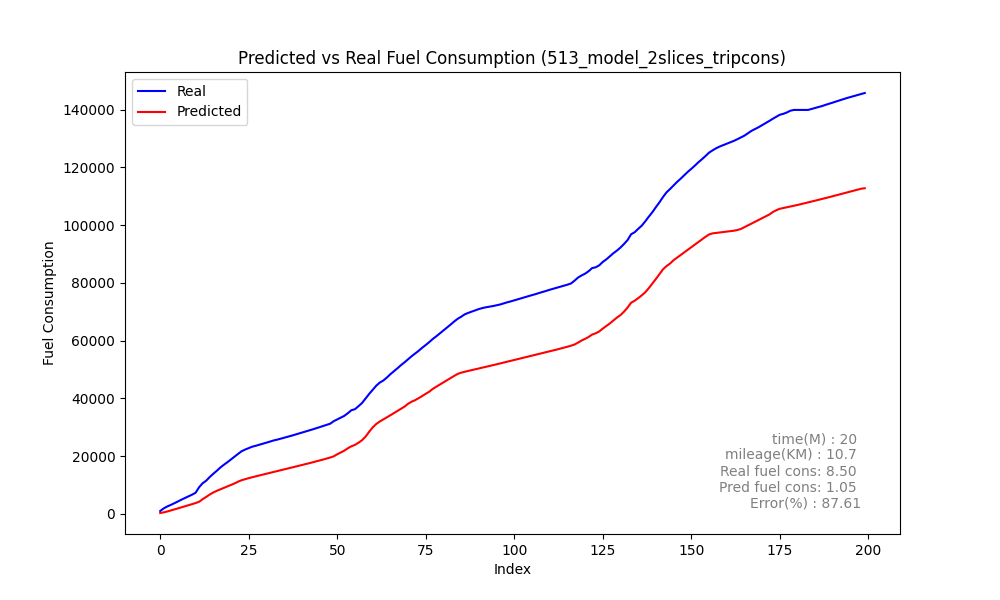 Predicted vs Real Fuel Consumption (513_model_2slices_tripcons)
Real
Predicted
Fuel Consumption
140000
120000
100000
80000
60000
40000
20000
0
time(M) : 20
mileage(KM) : 10.7
Real fuel cons: 8.50
Pred fuel cons: 1.05
Error(%) : 87.61
0 25 50 75 100 125 150 175 200
Index